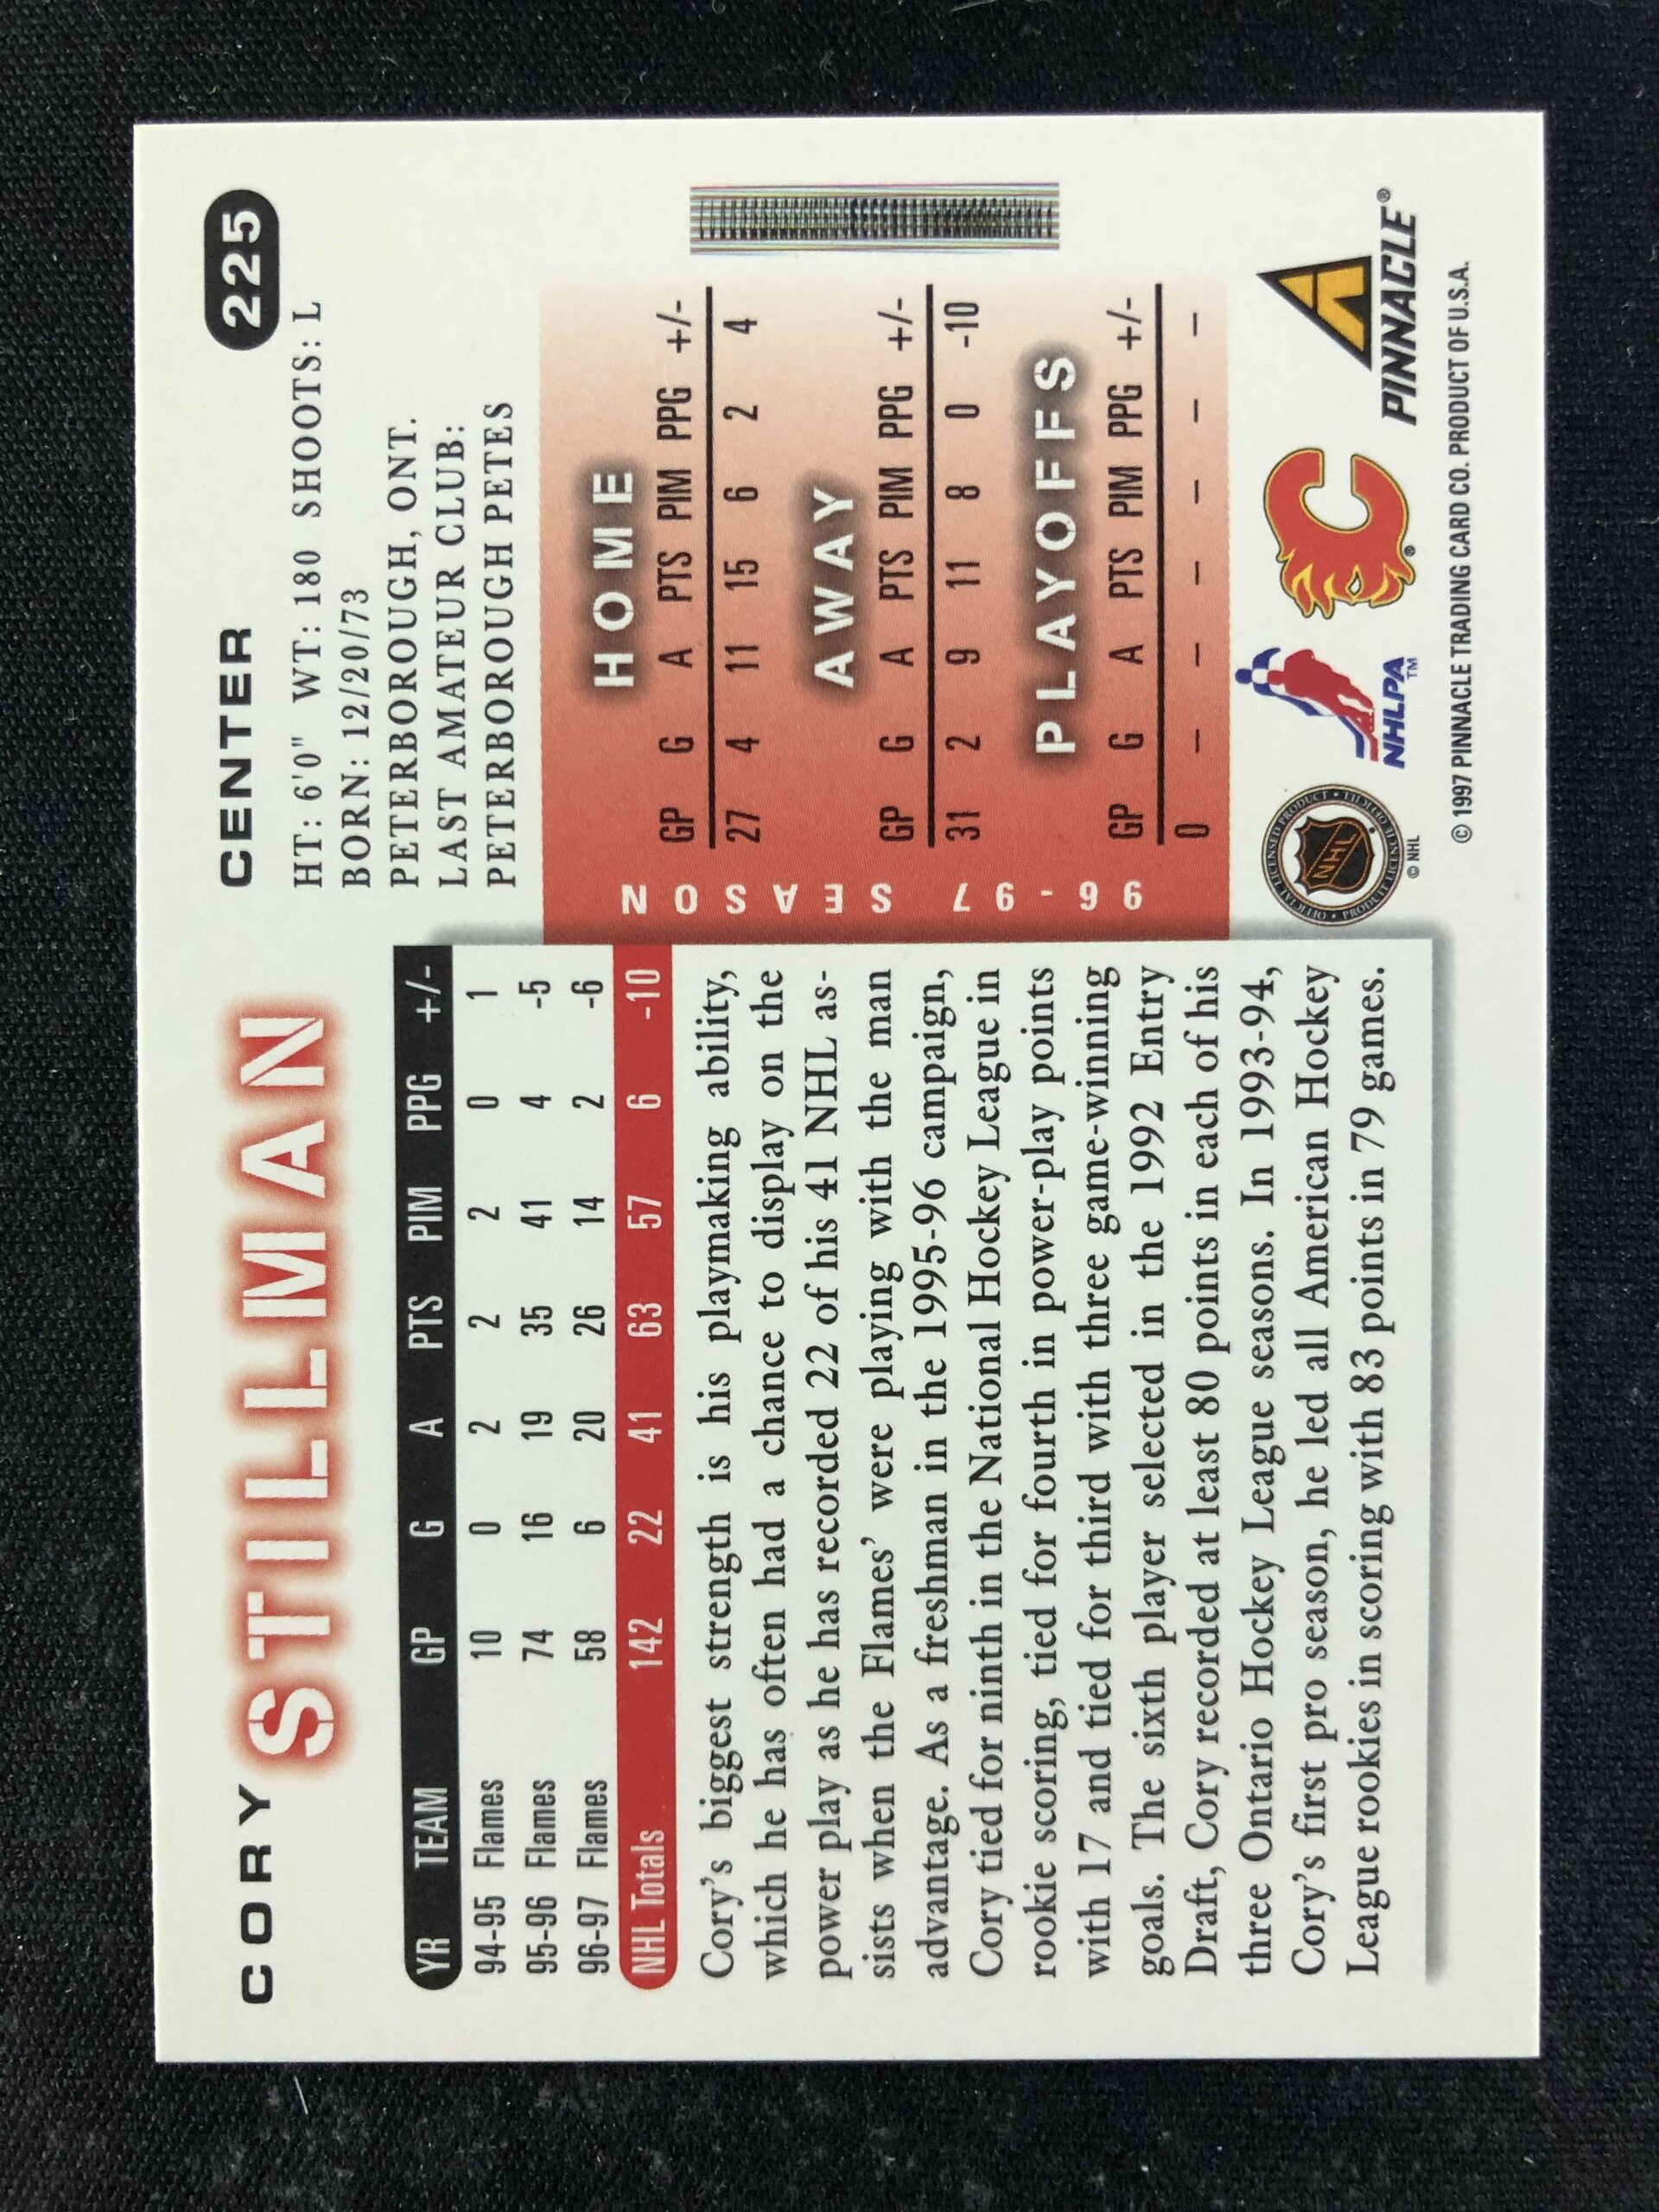 CORY STILLMAN
CENTER
225
HT: 6'0" WT: 180 SHOOTS: L
BORN: 12/20/73
PETERBOROUGH, ONT.
LAST AMATEUR CLUB:
PETERBOROUGH PETES
YR TEAM GP G A PTS PIM PPG +/-
94-95 Flames 10 0 2 2 2 0 1
95-96 Flames 74 16 19 35 41 4 -5
96-97 Flames 58 6 20 26 14 2 -6
NHL Totals 142 22 41 63 57 6 -10
Cory's biggest strength is his playmaking ability,
which he has often had a chance to display on the
power play as he has recorded 22 of his 41 NHL as-
sists when the Flames' were playing with the man
advantage. As a freshman in the 1995-96 campaign,
Cory tied for ninth in the National Hockey League in
rookie scoring, tied for fourth in power-play points
with 17 and tied for third with three game-winning
goals. The sixth player selected in the 1992 Entry
Draft, Cory recorded at least 80 points in each of his
three Ontario Hockey League seasons. In 1993-94,
Cory's first pro season, he led all American Hockey
League rookies in scoring with 83 points in 79 games.
96-97 SEASON
HOME
GP G A PTS PIM PPG +/-
27 4 11 15 6 2 4
AWAY
GP G A PTS PIM PPG +/-
31 2 9 11 8 0 -10
PLAYOFFS
GP G A PTS PIM PPG +/-
0 – – – – – –
OFFICIAL LICENSED PRODUCT • PRODUIT LICENCIE OFFICIEL •
NHL
© NHL
NHLPA™
®
PINNACLE®
© 1997 PINNACLE TRADING CARD CO. PRODUCT OF U.S.A.